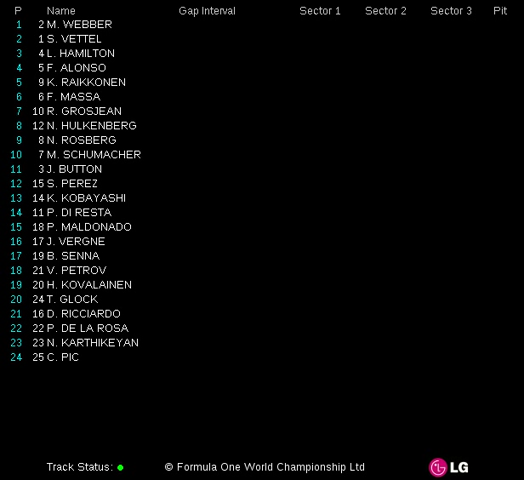 P Name Gap Interval Sector 1 Sector 2 Sector 3 Pit
1 2 M. WEBBER
2 1 S. VETTEL
3 4 L. HAMILTON
4 5 F. ALONSO
5 9 K. RAIKKONEN
6 6 F. MASSA
7 10 R. GROSJEAN
8 12 N. HULKENBERG
9 8 N. ROSBERG
10 7 M. SCHUMACHER
11 3 J. BUTTON
12 15 S. PEREZ
13 14 K. KOBAYASHI
14 11 P. DI RESTA
15 18 P. MALDONADO
16 17 J. VERGNE
17 19 B. SENNA
18 21 V. PETROV
19 20 H. KOVALAINEN
20 24 T. GLOCK
21 16 D. RICCIARDO
22 22 P. DE LA ROSA
23 23 N. KARTHIKEYAN
24 25 C. PIC
Track Status: © Formula One World Championship Ltd LG